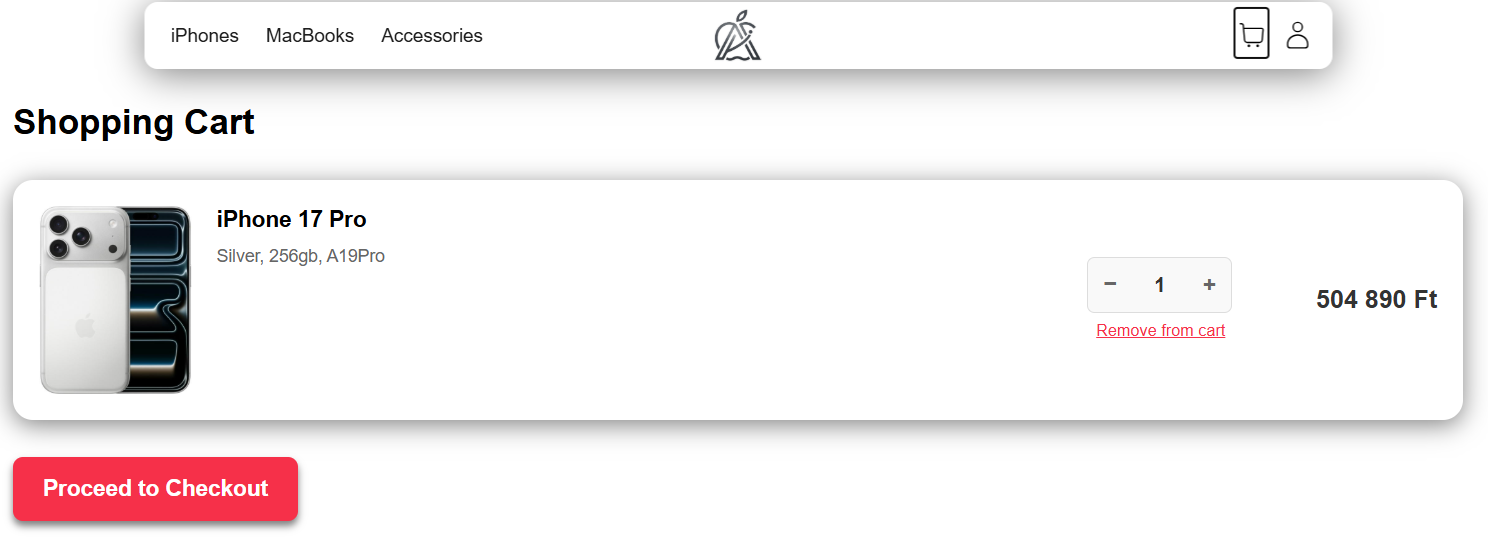 iPhones MacBooks Accessories
Shopping Cart
iPhone 17 Pro
Silver, 256gb, A19Pro
− 1 +
Remove from cart
504 890 Ft
Proceed to Checkout